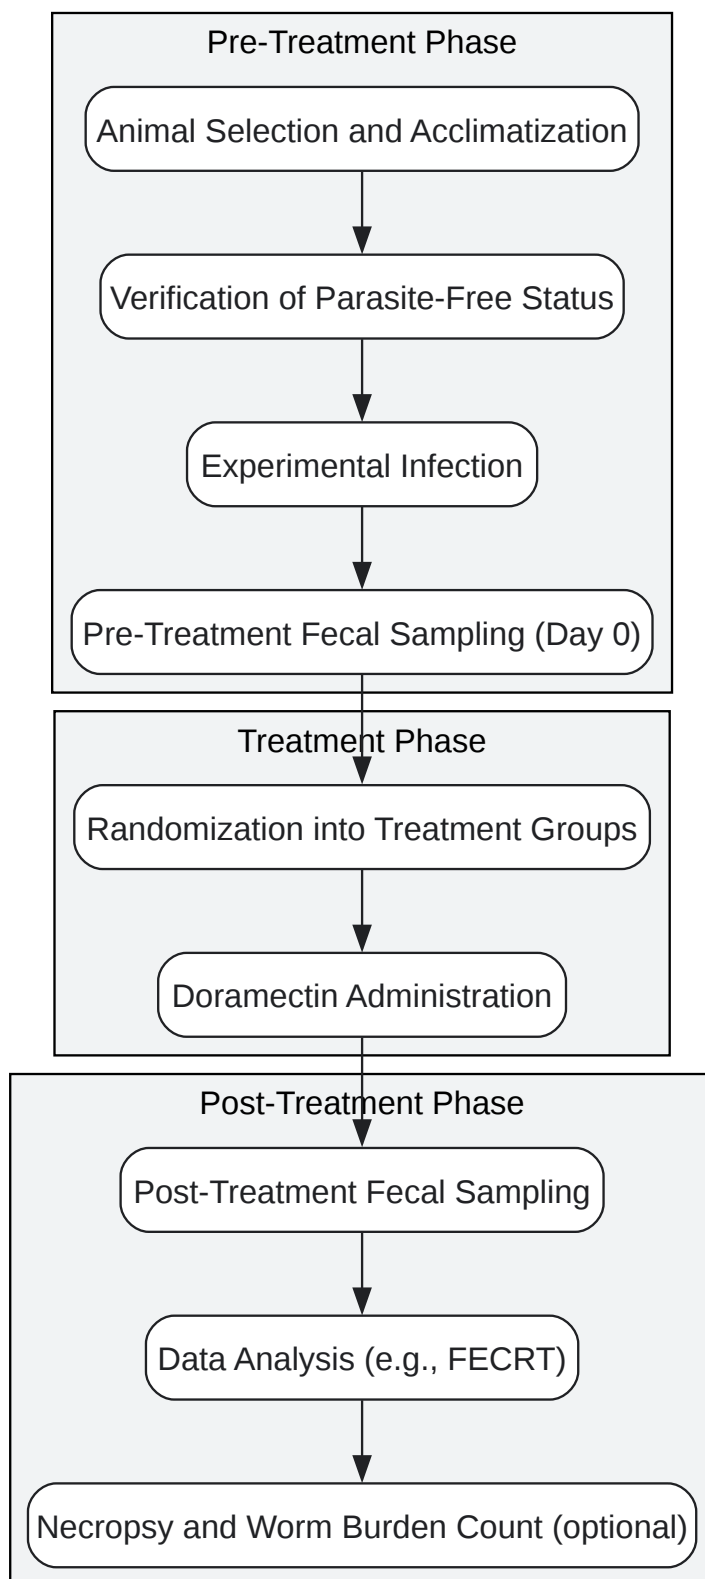 Pre-Treatment Phase
Animal Selection and Acclimatization
Verification of Parasite-Free Status
Experimental Infection
Pre-Treatment Fecal Sampling (Day 0)
Treatment Phase
Randomization into Treatment Groups
Doramectin Administration
Post-Treatment Phase
Post-Treatment Fecal Sampling
Data Analysis (e.g., FECRT)
Necropsy and Worm Burden Count (optional)